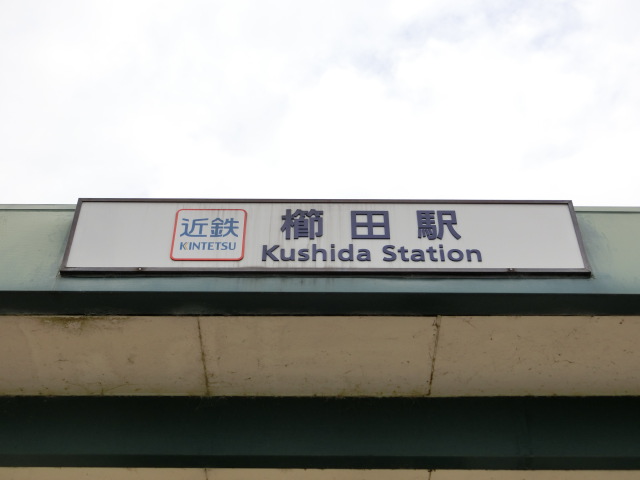 近鉄
KINTETSU
櫛田駅
Kushida Station